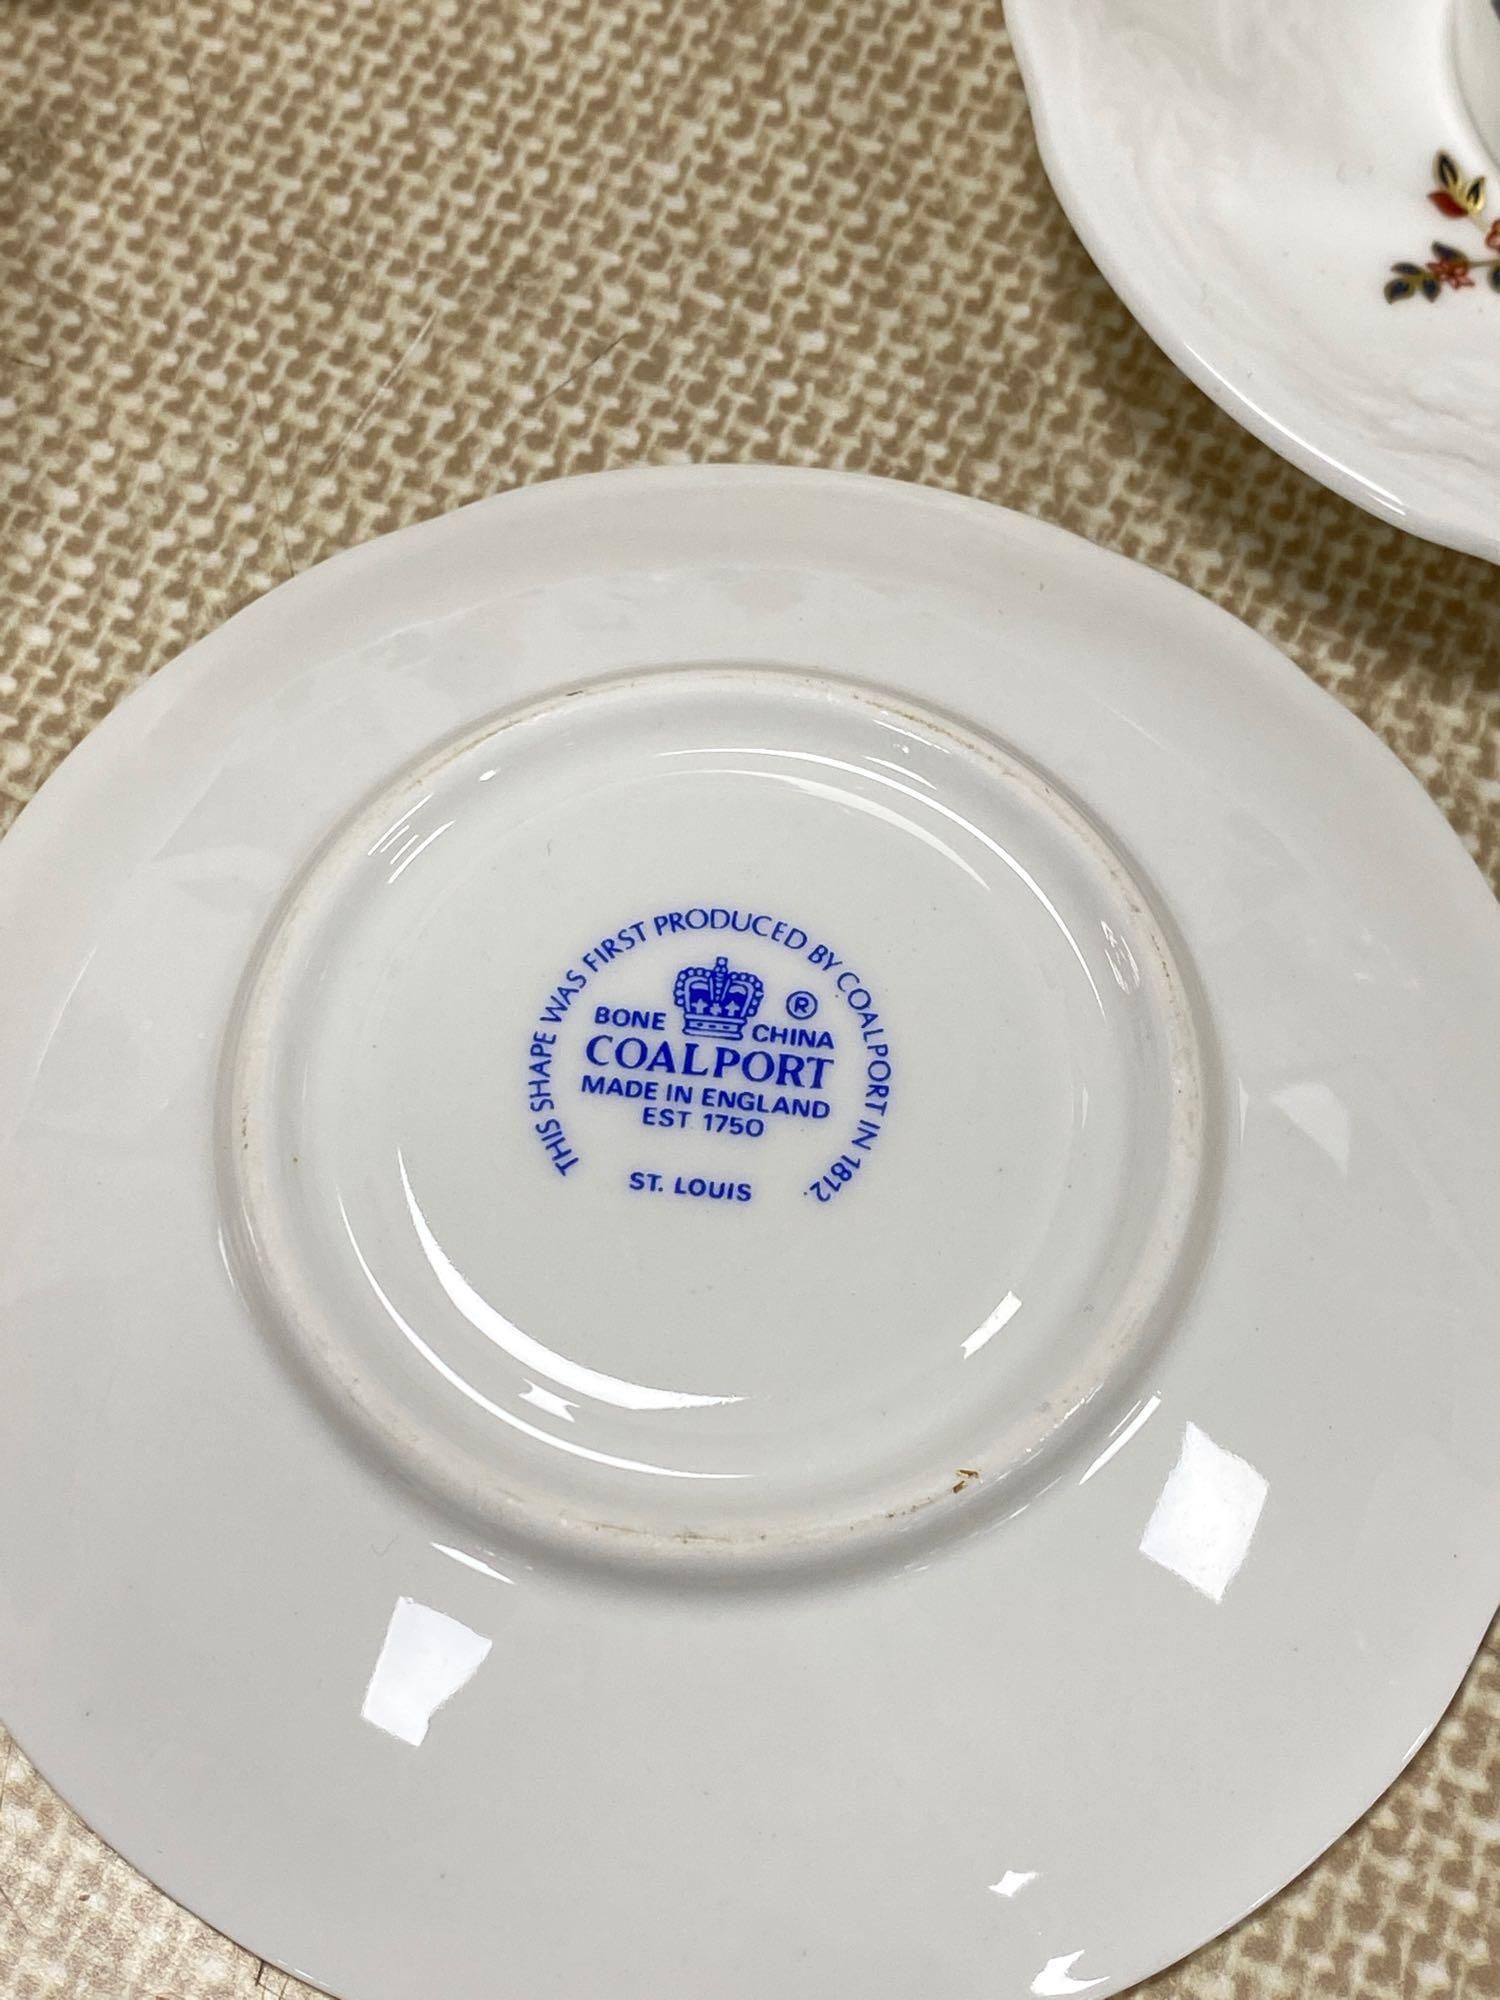 THIS SHAPE WAS FIRST PRODUCED BY COALPORT IN 1812.
BONE CHINA ®
COALPORT
MADE IN ENGLAND
EST 1750
ST. LOUIS